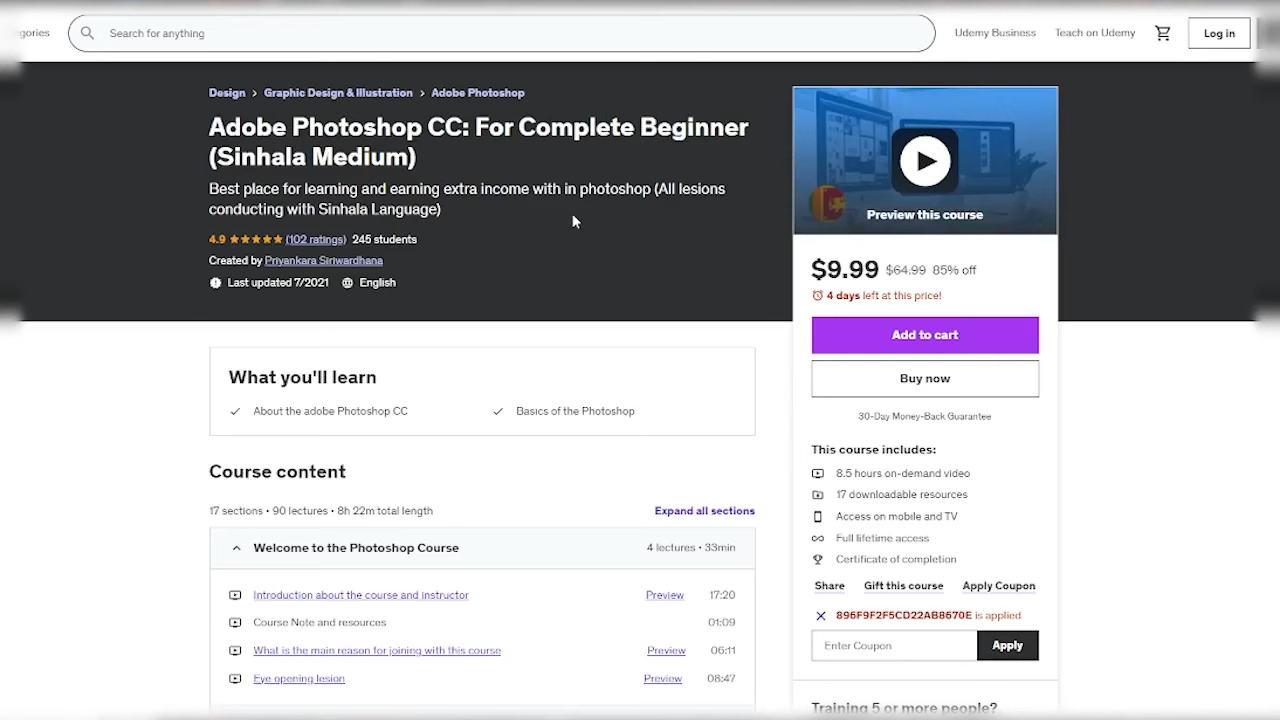 gories
Search for anything
Udemy Business
Teach on Udemy
Log in
Design › Graphic Design & Illustration › Adobe Photoshop
Adobe Photoshop CC: For Complete Beginner
(Sinhala Medium)
Best place for learning and earning extra income with in photoshop (All lesions
conducting with Sinhala Language)
4.9 (102 ratings) 245 students
Created by Priyankara Siriwardhana
Last updated 7/2021 English
Preview this course
$9.99 $64.99 85% off
4 days left at this price!
Add to cart
Buy now
30-Day Money-Back Guarantee
This course includes:
8.5 hours on-demand video
17 downloadable resources
Access on mobile and TV
Full lifetime access
Certificate of completion
Share Gift this course Apply Coupon
896F9F2F5CD22AB8670E is applied
Enter Coupon Apply
Training 5 or more people?
What you'll learn
About the adobe Photoshop CC
Basics of the Photoshop
Course content
17 sections • 90 lectures • 8h 22m total length
Expand all sections
Welcome to the Photoshop Course 4 lectures • 33min
Introduction about the course and instructor Preview 17:20
Course Note and resources 01:09
What is the main reason for joining with this course Preview 06:11
Eye opening lesion Preview 08:47